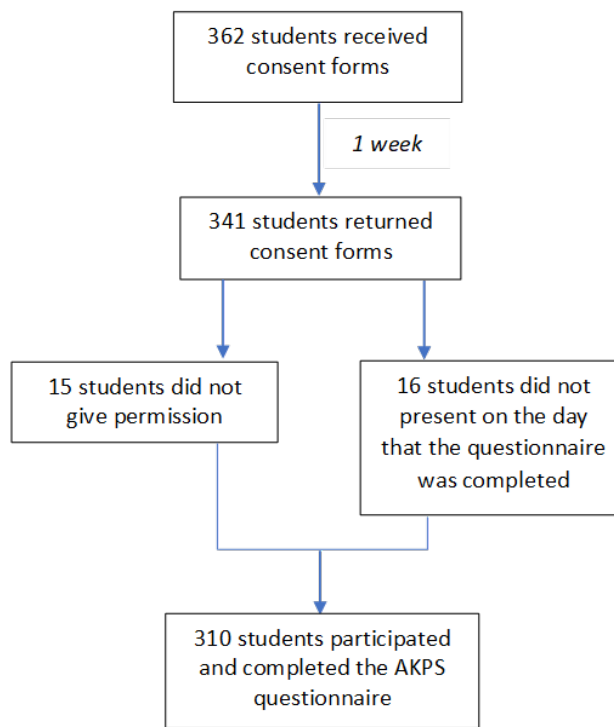 362 students received
consent forms
1 week
341 students returned
consent forms
15 students did not
give permission
16 students did not
present on the day
that the questionnaire
was completed
310 students participated
and completed the AKPS
questionnaire